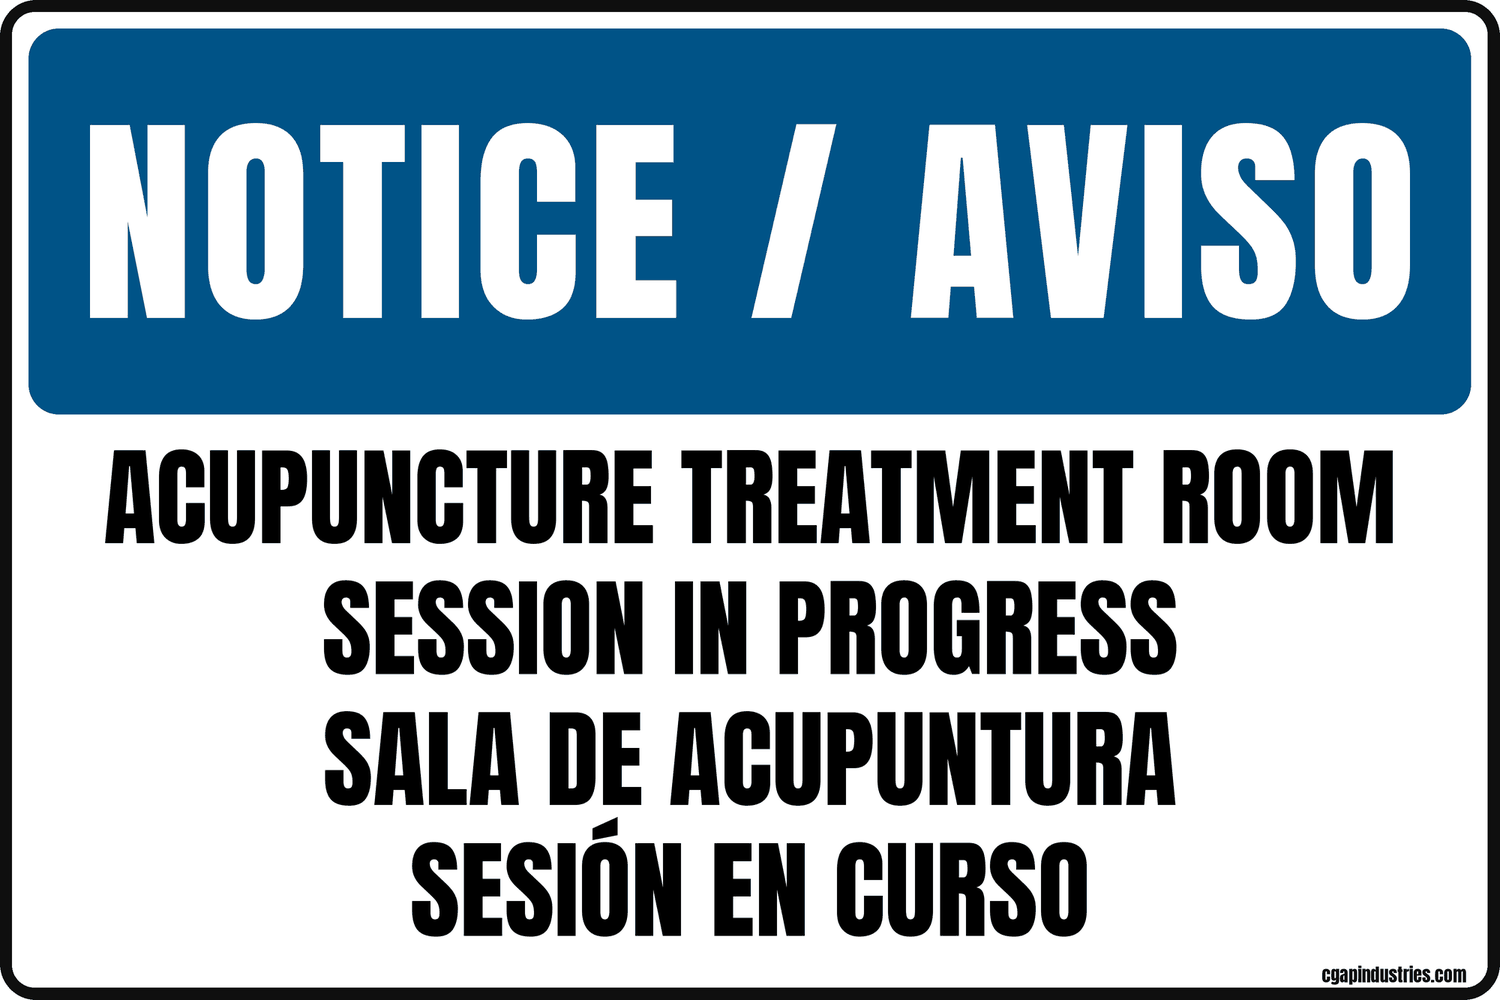 NOTICE / AVISO
ACUPUNCTURE TREATMENT ROOM
SESSION IN PROGRESS
SALA DE ACUPUNTURA
SESIÓN EN CURSO
cgapindustries.com